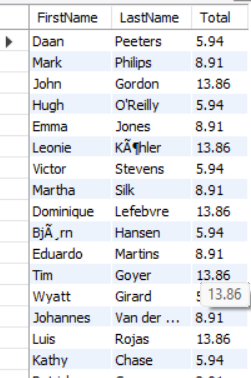 FirstName LastName Total
Daan Peeters 5.94
Mark Philips 8.91
John Gordon 13.86
Hugh O'Reilly 5.94
Emma Jones 8.91
Leonie KÃ¶hler 13.86
Victor Stevens 5.94
Martha Silk 8.91
Dominique Lefebvre 13.86
BjÃ¸rn Hansen 5.94
Eduardo Martins 8.91
Tim Goyer 13.86
Wyatt Girard 13.86
Johannes Van der ... 8.91
Luis Rojas 13.86
Kathy Chase 5.94